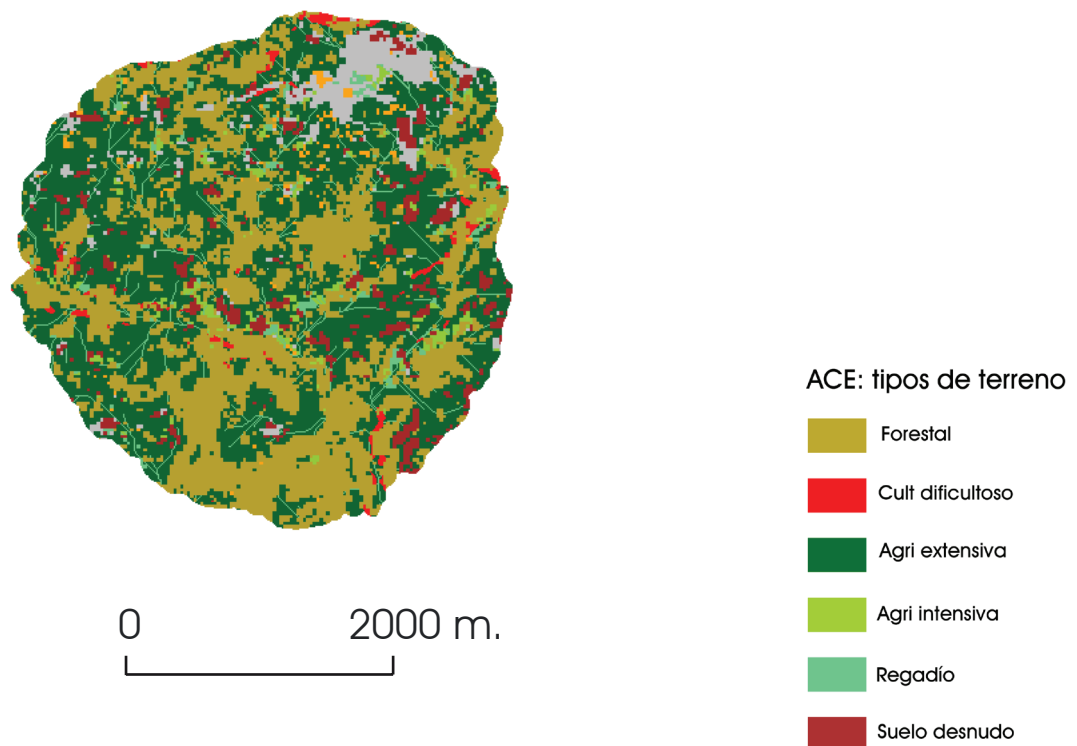 ACE: tipos de terreno
Forestal
Cult dificultoso
Agri extensiva
Agri intensiva
Regadío
Suelo desnudo
0 2000 m.